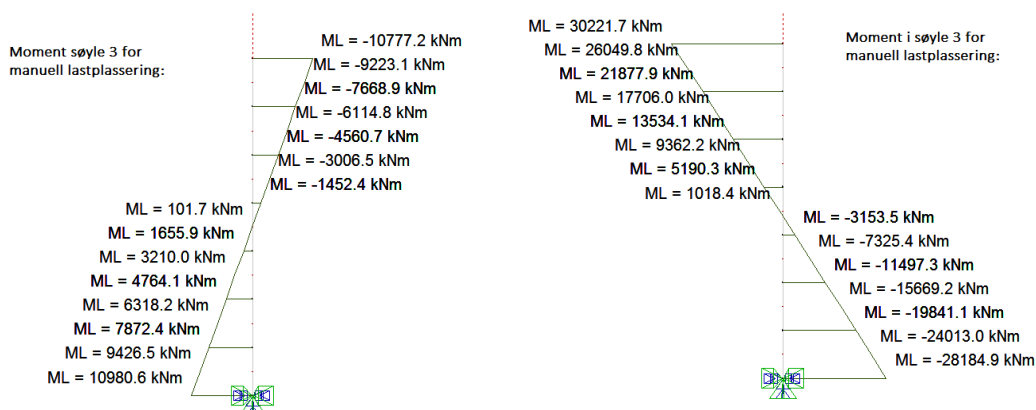 Moment søyle 3 for
manuell lastplassering:
ML = -10777.2 kNm
ML = -9223.1 kNm
ML = -7668.9 kNm
ML = -6114.8 kNm
ML = -4560.7 kNm
ML = -3006.5 kNm
ML = -1452.4 kNm
ML = 101.7 kNm
ML = 1655.9 kNm
ML = 3210.0 kNm
ML = 4764.1 kNm
ML = 6318.2 kNm
ML = 7872.4 kNm
ML = 9426.5 kNm
ML = 10980.6 kNm
Moment i søyle 3 for
manuell lastplassering:
ML = 30221.7 kNm
ML = 26049.8 kNm
ML = 21877.9 kNm
ML = 17706.0 kNm
ML = 13534.1 kNm
ML = 9362.2 kNm
ML = 5190.3 kNm
ML = 1018.4 kNm
ML = -3153.5 kNm
ML = -7325.4 kNm
ML = -11497.3 kNm
ML = -15669.2 kNm
ML = -19841.1 kNm
ML = -24013.0 kNm
ML = -28184.9 kNm